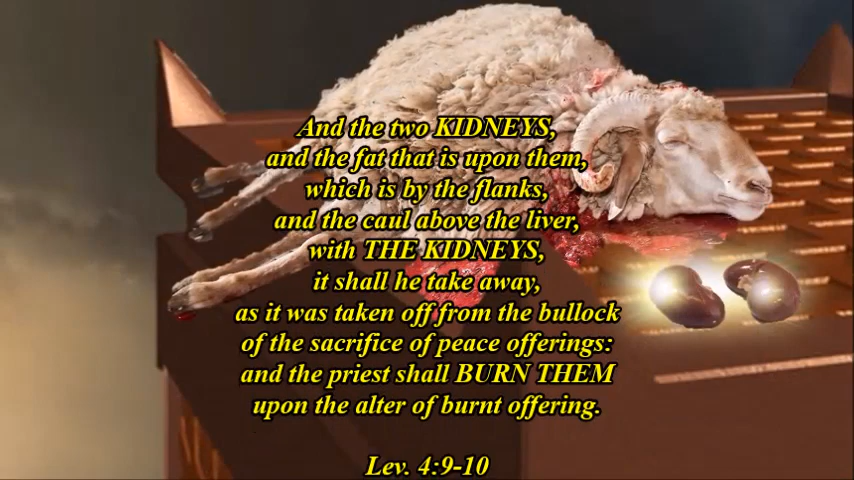 And the two KIDNEYS,
and the fat that is upon them,
which is by the flanks,
and the caul above the liver,
with THE KIDNEYS,
it shall he take away,
as it was taken off from the bullock
of the sacrifice of peace offerings:
and the priest shall BURN THEM
upon the alter of burnt offering.
Lev. 4:9-10